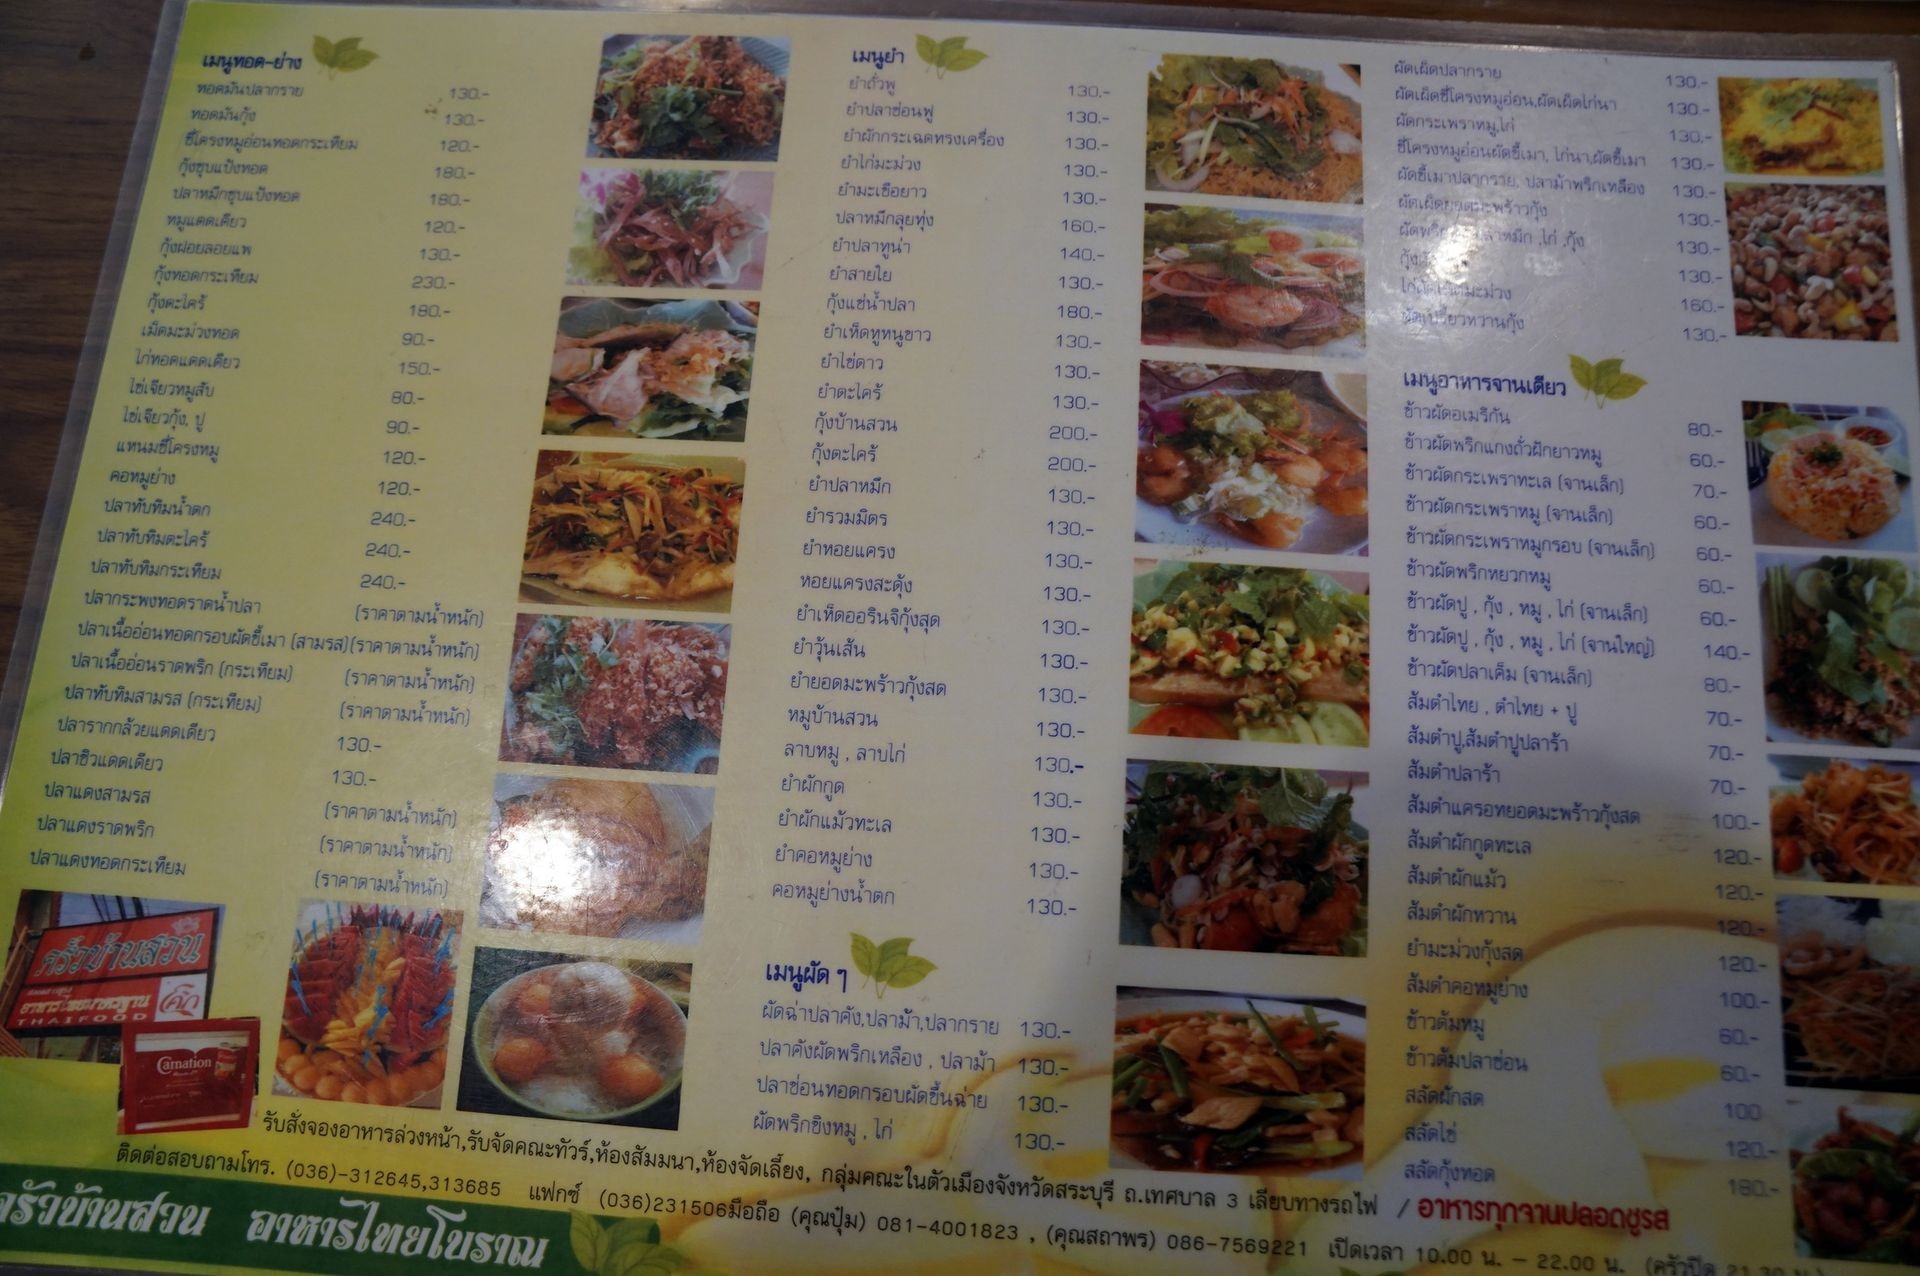 เมนูทอด-ย่าง
ทอดมันปลากราย 130.-
ทอดมันกุ้ง 130.-
ซี่โครงหมูอ่อนทอดกระเทียม 120.-
กุ้งชุบแป้งทอด 180.-
ปลาหมึกชุบแป้งทอด 180.-
หมูแดดเดียว 120.-
กุ้งฝอยลอยแพ 130.-
กุ้งทอดกระเทียม 230.-
กุ้งตะไคร้ 180.-
เม็ดมะม่วงทอด 90.-
ไก่ทอดแดดเดียว 150.-
ไข่เจียวหมูสับ 80.-
ไข่เจียวกุ้ง, ปู 90.-
แหนมซี่โครงหมู 120.-
คอหมูย่าง 120.-
ปลาทับทิมน้ำตก 240.-
ปลาทับทิมตะไคร้ 240.-
ปลาทับทิมกระเทียม 240.-
ปลากระพงทอดราดน้ำปลา (ราคาตามน้ำหนัก)
ปลาเนื้ออ่อนทอดกรอบผัดขี้เมา (สามรส) (ราคาตามน้ำหนัก)
ปลาเนื้ออ่อนราดพริก (กระเทียม) (ราคาตามน้ำหนัก)
ปลาทับทิมสามรส (กระเทียม) (ราคาตามน้ำหนัก)
ปลารากกล้วยแดดเดียว 130.-
ปลาซิวแดดเดียว 130.-
ปลาแดงสามรส (ราคาตามน้ำหนัก)
ปลาแดงราดพริก (ราคาตามน้ำหนัก)
ปลาแดงทอดกระเทียม (ราคาตามน้ำหนัก)
เมนูยำ
ยำถั่วพู 130.-
ยำปลาช่อนฟู 130.-
ยำผักกระเฉดทรงเครื่อง 130.-
ยำไก่มะม่วง 130.-
ยำมะเขือยาว 130.-
ปลาหมึกลุยทุ่ง 160.-
ยำปลาทูน่า 140.-
ยำสายใย 130.-
กุ้งแช่น้ำปลา 180.-
ยำเห็ดหูหนูขาว 130.-
ยำไข่ดาว 130.-
ยำตะไคร้ 130.-
กุ้งบ้านสวน 200.-
กุ้งตะไคร้ 200.-
ยำปลาหมึก 130.-
ยำรวมมิตร 130.-
ยำหอยแครง 130.-
หอยแครงสะดุ้ง 130.-
ยำเห็ดออรินจิกุ้งสด 130.-
ยำวุ้นเส้น 130.-
ยำยอดมะพร้าวกุ้งสด 130.-
หมูบ้านสวน 130.-
ลาบหมู , ลาบไก่ 130.-
ยำผักกูด 130.-
ยำผักแม้วทะเล 130.-
ยำคอหมูย่าง 130.-
คอหมูย่างน้ำตก 130.-
เมนูผัด ๆ
ผัดฉ่าปลาคัง,ปลาม้า,ปลากราย 130.-
ปลาคังผัดพริกเหลือง , ปลาม้า 130.-
ปลาช่อนทอดกรอบผัดขึ้นฉ่าย 130.-
ผัดพริกขิงหมู , ไก่ 130.-
ผัดเผ็ดปลากราย 130.-
ผัดเผ็ดซี่โครงหมูอ่อน,ผัดเผ็ดไก่นา 130.-
ผัดกระเพราหมู,ไก่ 130.-
ซี่โครงหมูอ่อนผัดขี้เมา, ไก่นา,ผัดขี้เมา 130.-
ผัดขี้เมาปลากราย, ปลาม้าพริกเหลือง 130.-
ผัดเผ็ดยอดมะพร้าวกุ้ง 130.-
ปลาหมึก ,ไก่ ,กุ้ง 130.-
130.-
160.-
ผัดเปรี้ยวหวานกุ้ง 130.-
เมนูอาหารจานเดียว
ข้าวผัดอเมริกัน 80.-
ข้าวผัดพริกแกงถั่วฝักยาวหมู 60.-
ข้าวผัดกระเพราทะเล (จานเล็ก) 70.-
ข้าวผัดกระเพราหมู (จานเล็ก) 60.-
ข้าวผัดกระเพราหมูกรอบ (จานเล็ก) 60.-
ข้าวผัดพริกหยวกหมู 60.-
ข้าวผัดปู , กุ้ง , หมู , ไก่ (จานเล็ก) 60.-
ข้าวผัดปู , กุ้ง , หมู , ไก่ (จานใหญ่) 140.-
ข้าวผัดปลาเค็ม (จานเล็ก) 80.-
ส้มตำไทย , ตำไทย + ปู 70.-
ส้มตำปู,ส้มตำปูปลาร้า 70.-
ส้มตำปลาร้า 70.-
ส้มตำแครอทยอดมะพร้าวกุ้งสด 100.-
ส้มตำผักกูดทะเล 120.-
ส้มตำผักแม้ว 120.-
ส้มตำผักหวาน 120.-
ยำมะม่วงกุ้งสด 120.-
ส้มตำคอหมูย่าง 100.-
ข้าวต้มหมู 60.-
ข้าวต้มปลาช่อน 60.-
สลัดผักสด 100
สลัดไข่ 120.-
สลัดกุ้งทอด 180.-
ครัวบ้านสวน
อาหารไทยมาตรฐาน
THAIFOOD
Carnation
รับสั่งจองอาหารล่วงหน้า,รับจัดคณะทัวร์,ห้องสัมมนา,ห้องจัดเลี้ยง, กลุ่มคณะในตัวเมืองจังหวัดสระบุรี ถ.เทศบาล 3 เลียบทางรถไฟ / อาหารทุกจานปลอดชูรส
ติดต่อสอบถามโทร. (036)-312645,313685 แฟกซ์ (036)231506มือถือ (คุณปุ้ม) 081-4001823 , (คุณสถาพร) 086-7569221 เปิดเวลา 10.00 น. - 22.00 น. (ครัวปิด 21.30 น.)
ครัวบ้านสวน อาหารไทยโบราณ